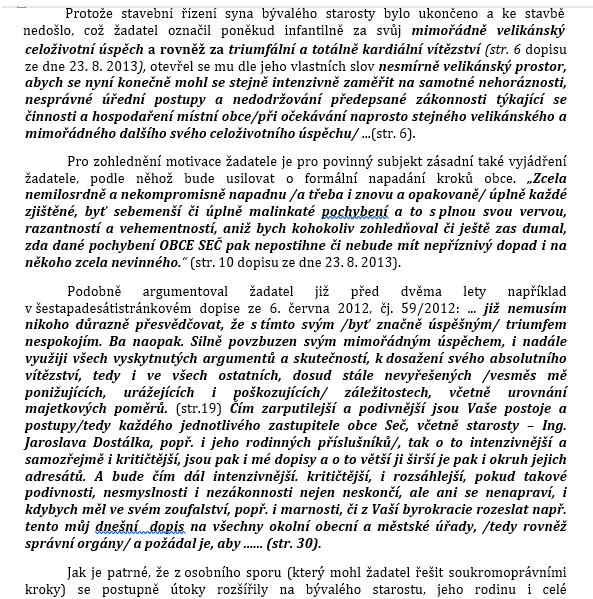 Protože stavební řízení syna bývalého starosty bylo ukončeno a ke stavbě
nedošlo, což žadatel označil poněkud infantilně za svůj mimořádně velikánský
celoživotní úspěch a rovněž za triumfální a totálně kardiální vítězství (str. 6 dopisu
ze dne 23. 8. 2013), otevřel se mu dle jeho vlastních slov nesmírně velikánský prostor,
abych se nyní konečně mohl se stejně intenzivně zaměřit na samotné nehoráznosti,
nesprávné úřední postupy a nedodržování předepsané zákonnosti týkající se
činnosti a hospodaření místní obce/při očekávání naprosto stejného velikánského a
mimořádného dalšího svého celoživotního úspěchu/ ...(str. 6).
Pro zohlednění motivace žadatele je pro povinný subjekt zásadní také vyjádření
žadatele, podle něhož bude usilovat o formální napadání kroků obce. „Zcela
nemilosrdně a nekompromisně napadnu /a třeba i znovu a opakovaně/ úplně každé
zjištěné, byť sebemenší či úplně malinkaté pochybení a to s plnou svou vervou,
razantností a vehementností, aniž bych kohokoliv zohledňoval či ještě zas dumal,
zda dané pochybení OBCE SEČ pak nepostihne či nebude mít nepříznivý dopad i na
někoho zcela nevinného.“ (str. 10 dopisu ze dne 23. 8. 2013).
Podobně argumentoval žadatel již před dvěma lety například
v šestapadesátistránkovém dopise ze 6. června 2012, čj. 59/2012: ... již nemusím
nikoho důrazně přesvědčovat, že s tímto svým /byť značně úspěšným/ triumfem
nespokojím. Ba naopak. Silně povzbuzen svým mimořádným úspěchem, i nadále
využiji všech vyskytnutých argumentů a skutečností, k dosažení svého absolutního
vítězství, tedy i ve všech ostatních, dosud stále nevyřešených /vesměs mě
ponižujících, urážejících i poškozujících/ záležitostech, včetně urovnání
majetkových poměrů. (str.19) Čím zarputilejší a podivnější jsou Vaše postoje a
postupy/tedy každého jednotlivého zastupitele obce Seč, včetně starosty – Ing.
Jaroslava Dostálka, popř. i jeho rodinných příslušníků/, tak o to intenzivnější a
samozřejmě i kritičtější, jsou pak i mé dopisy a o to větší ji širší je pak i okruh jejich
adresátů. A bude čím dál intenzivnější. kritičtější, i rozsáhlejší, pokud takové
podivnosti, nesmyslnosti i nezákonnosti nejen neskončí, ale ani se nenapraví, i
kdybych měl ve svém zoufalství, popř. i marnosti, či z Vaší byrokracie rozeslat např.
tento můj dnešní dopis na všechny okolní obecní a městské úřady, /tedy rovněž
správní orgány/ a požádal je, aby ...... (str. 30).
Jak je patrné, že z osobního sporu (který mohl žadatel řešit soukromoprávními
kroky) se postupně útoky rozšířily na bývalého starostu, jeho rodinu i celé